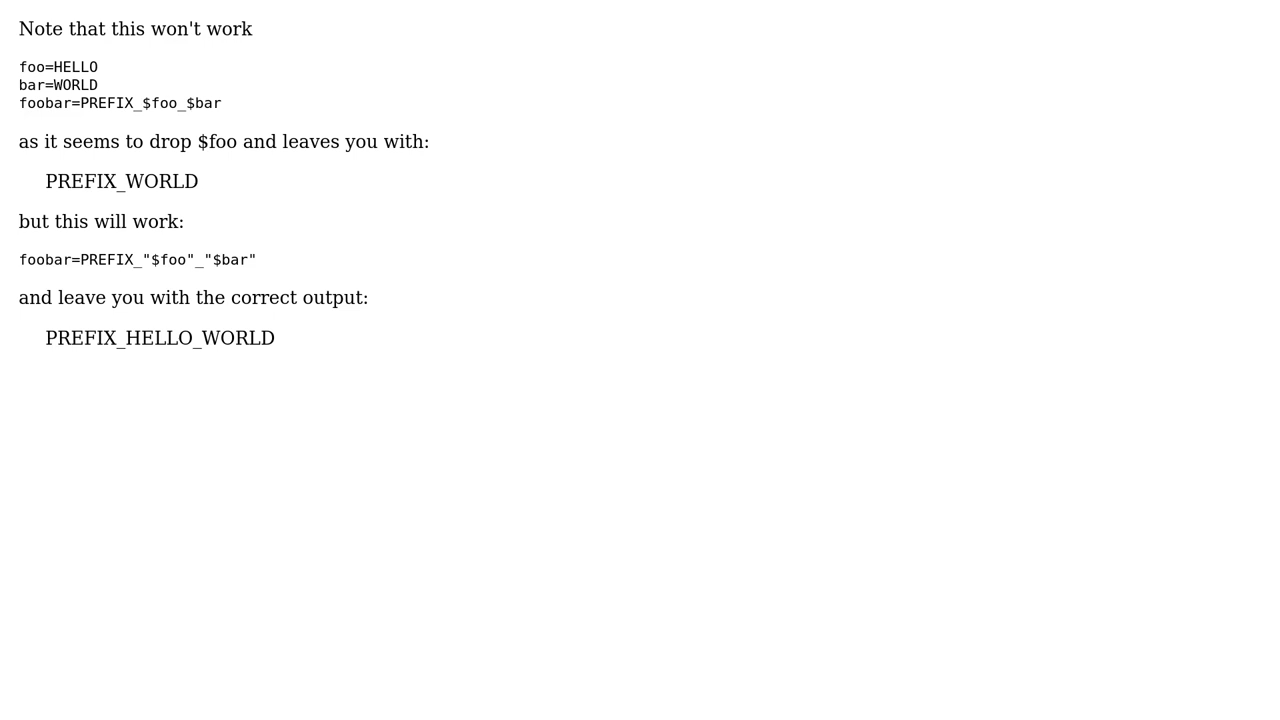 Note that this won't work
foo=HELLO
bar=WORLD
foobar=PREFIX_$foo_$bar
as it seems to drop $foo and leaves you with:
PREFIX_WORLD
but this will work:
foobar=PREFIX_"$foo"_"$bar"
and leave you with the correct output:
PREFIX_HELLO_WORLD